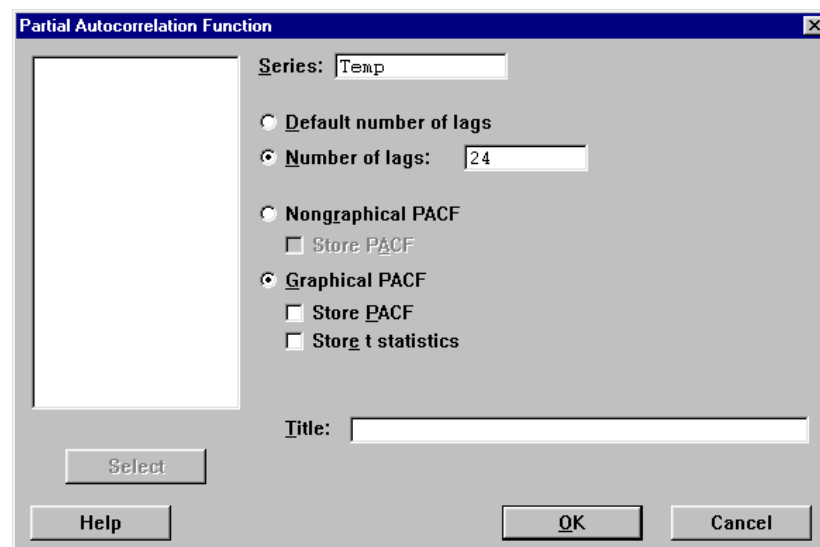 Partial Autocorrelation Function
Series: Temp
Default number of lags
Number of lags: 24
Nongraphical PACF
Store PACF
Graphical PACF
Store PACF
Store t statistics
Title:
Select
Help
OK
Cancel